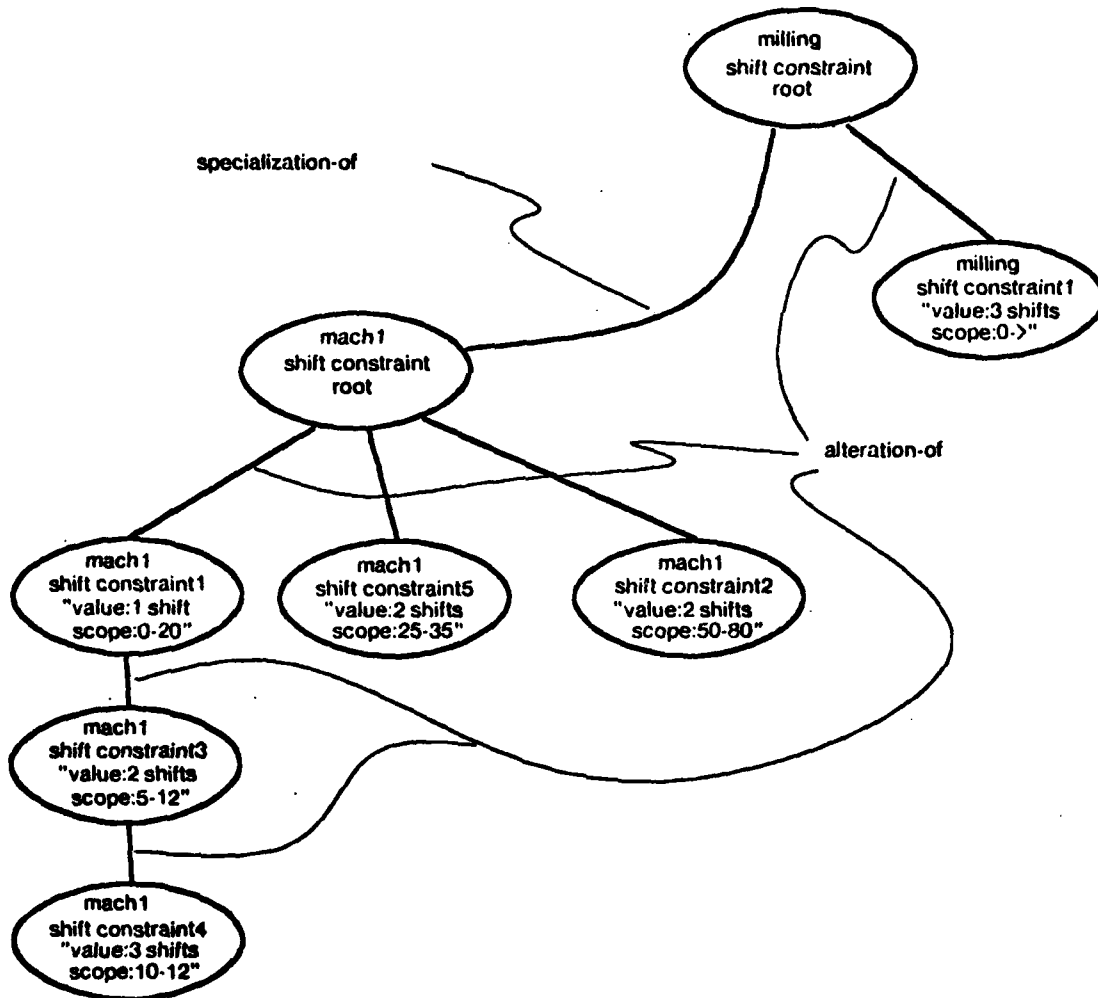 milling
shift constraint
root
specialization-of
milling
shift constraint1
"value:3 shifts
scope:0->"
mach1
shift constraint
root
alteration-of
mach1
shift constraint1
"value:1 shift
scope:0-20"
mach1
shift constraint5
"value:2 shifts
scope:25-35"
mach1
shift constraint2
"value:2 shifts
scope:50-80"
mach1
shift constraint3
"value:2 shifts
scope:5-12"
mach1
shift constraint4
"value:3 shifts
scope:10-12"